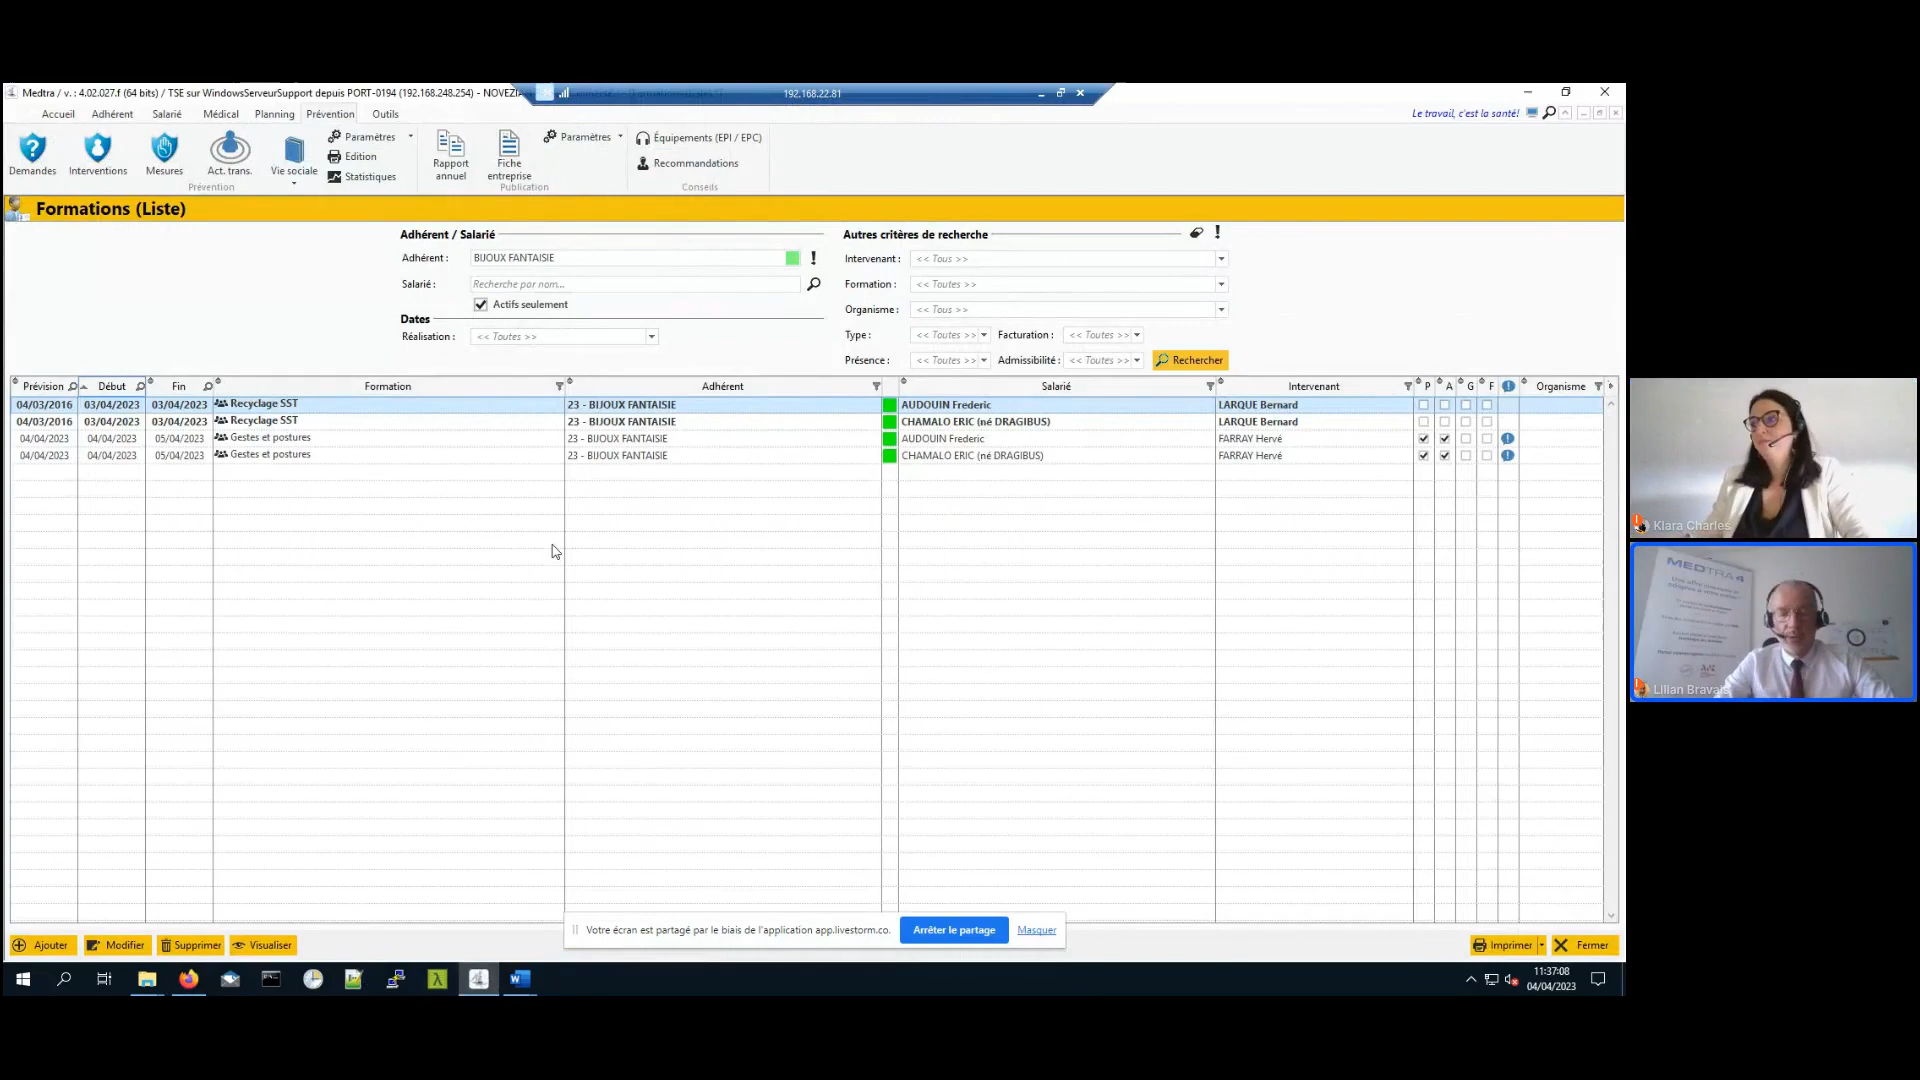 Medtra / v. : 4.02.027.f (64 bits) / TSE sur WindowsServeurSupport depuis PORT-0194 (192.168.248.254) - NOVEZIA
192.168.22.81
Accueil Adhérent Salarié Médical Planning Prévention Outils
Le travail, c'est la santé!
Demandes
Interventions
Mesures
Act. trans.
Vie sociale
Paramètres
Edition
Statistiques
Prévention
Rapport annuel
Fiche entreprise
Paramètres
Publication
Équipements (EPI / EPC)
Recommandations
Conseils
Formations (Liste)
Adhérent / Salarié
Adhérent : BIJOUX FANTAISIE
Salarié : Recherche par nom...
Actifs seulement
Dates
Réalisation : << Toutes >>
Autres critères de recherche
Intervenant : << Tous >>
Formation : << Toutes >>
Organisme : << Tous >>
Type : << Toutes >> Facturation : << Toutes >>
Présence : << Toutes >> Admissibilité : << Toutes >> Rechercher
Prévision Début Fin Formation Adhérent Salarié Intervenant P A G F Organisme
04/03/2016 03/04/2023 03/04/2023 Recyclage SST 23 - BIJOUX FANTAISIE AUDOUIN Frederic LARQUE Bernard
04/03/2016 03/04/2023 03/04/2023 Recyclage SST 23 - BIJOUX FANTAISIE CHAMALO ERIC (né DRAGIBUS) LARQUE Bernard
04/04/2023 04/04/2023 05/04/2023 Gestes et postures 23 - BIJOUX FANTAISIE AUDOUIN Frederic FARRAY Hervé
04/04/2023 04/04/2023 05/04/2023 Gestes et postures 23 - BIJOUX FANTAISIE CHAMALO ERIC (né DRAGIBUS) FARRAY Hervé
Klara Charles
MEDTRA4
Lilian Bravais
Votre écran est partagé par le biais de l'application app.livestorm.co. Arrêter le partage Masquer
Ajouter Modifier Supprimer Visualiser Imprimer Fermer
11:37:08
04/04/2023